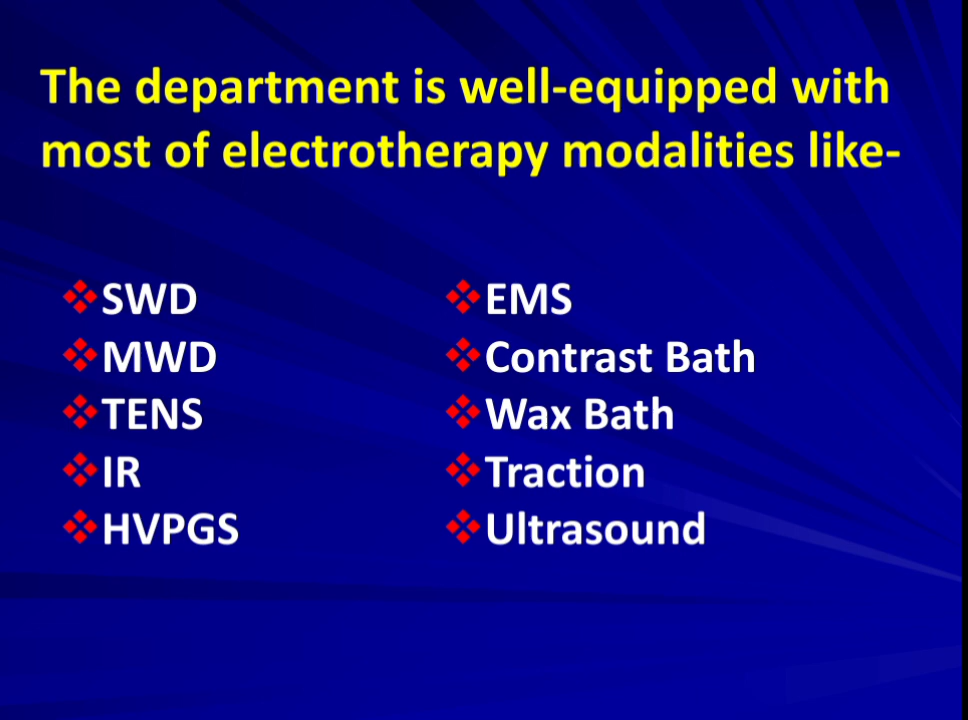 The department is well-equipped with
most of electrotherapy modalities like-
❖SWD
❖MWD
❖TENS
❖IR
❖HVPGS
❖EMS
❖Contrast Bath
❖Wax Bath
❖Traction
❖Ultrasound